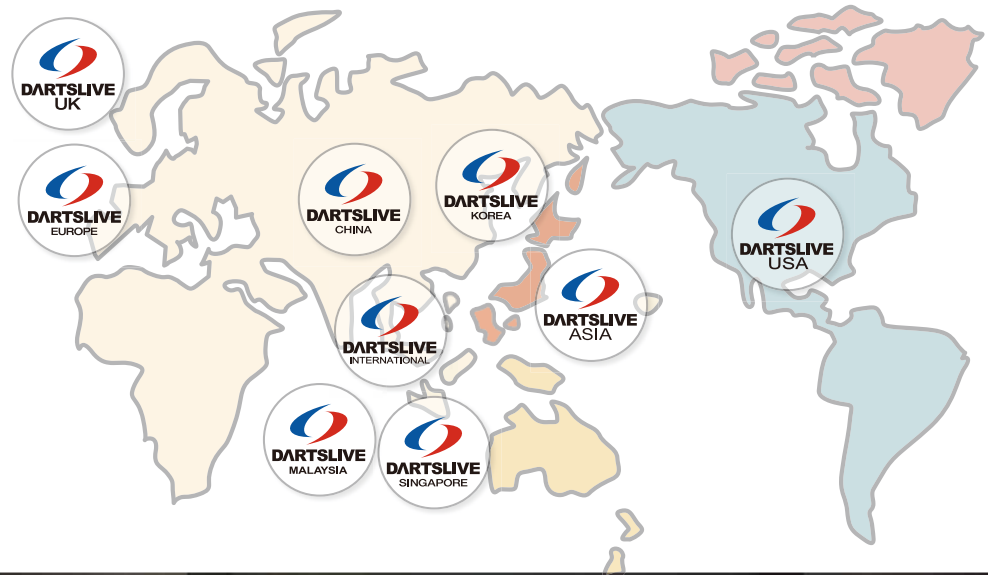 DARTSLIVE
UK
DARTSLIVE
EUROPE
DARTSLIVE
CHINA
DARTSLIVE
KOREA
DARTSLIVE
USA
DARTSLIVE
INTERNATIONAL
DARTSLIVE
ASIA
DARTSLIVE
MALAYSIA
DARTSLIVE
SINGAPORE